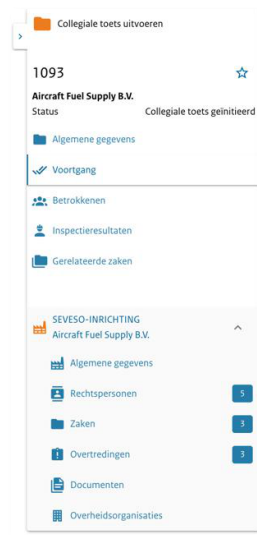 Collegiale toets uitvoeren
1093
Aircraft Fuel Supply B.V.
Status Collegiale toets geïnitieerd
Algemene gegevens
Voortgang
Betrokkenen
Inspectieresultaten
Gerelateerde zaken
SEVESO-INRICHTING
Aircraft Fuel Supply B.V.
Algemene gegevens
Rechtspersonen 5
Zaken 3
Overtredingen 3
Documenten
Overheidsorganisaties